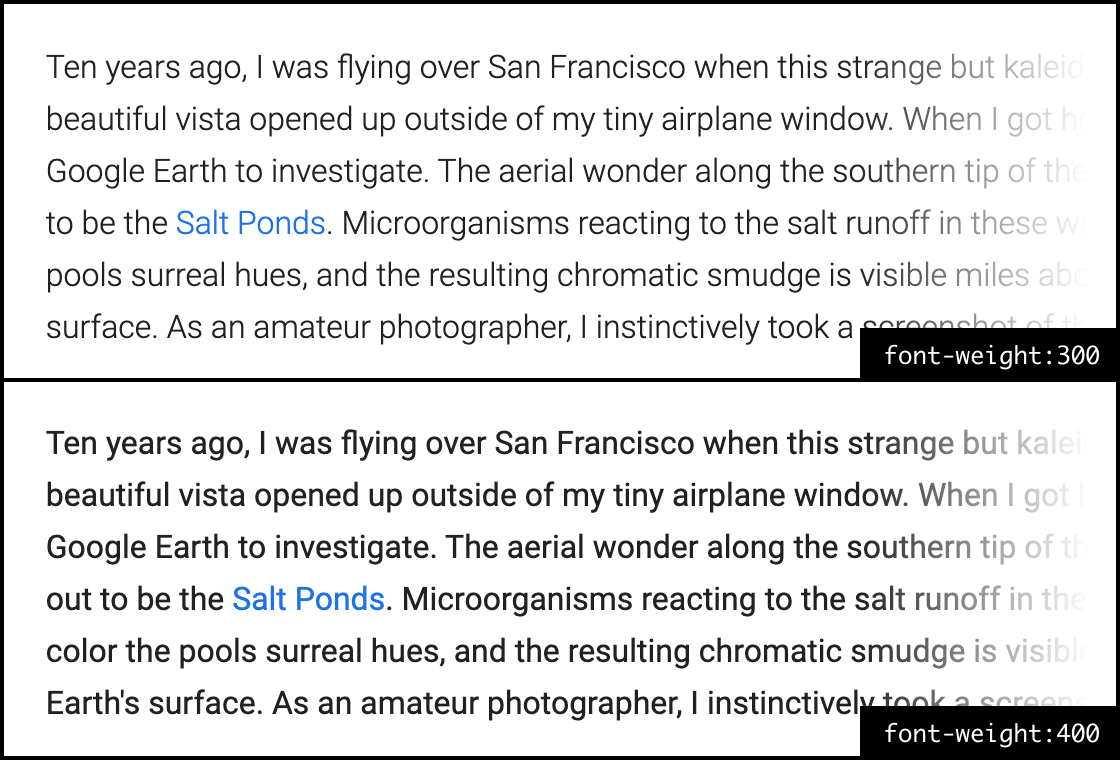 Ten years ago, I was flying over San Francisco when this strange but kaleid
beautiful vista opened up outside of my tiny airplane window. When I got
Google Earth to investigate. The aerial wonder along the southern tip of the
to be the Salt Ponds. Microorganisms reacting to the salt runoff in these
pools surreal hues, and the resulting chromatic smudge is visible miles
surface. As an amateur photographer, I instinctively took a screenshot of
font-weight:300
Ten years ago, I was flying over San Francisco when this strange but
beautiful vista opened up outside of my tiny airplane window. When I got
Google Earth to investigate. The aerial wonder along the southern tip of
out to be the Salt Ponds. Microorganisms reacting to the salt runoff in the
color the pools surreal hues, and the resulting chromatic smudge is
Earth's surface. As an amateur photographer, I instinctively took a
font-weight:400